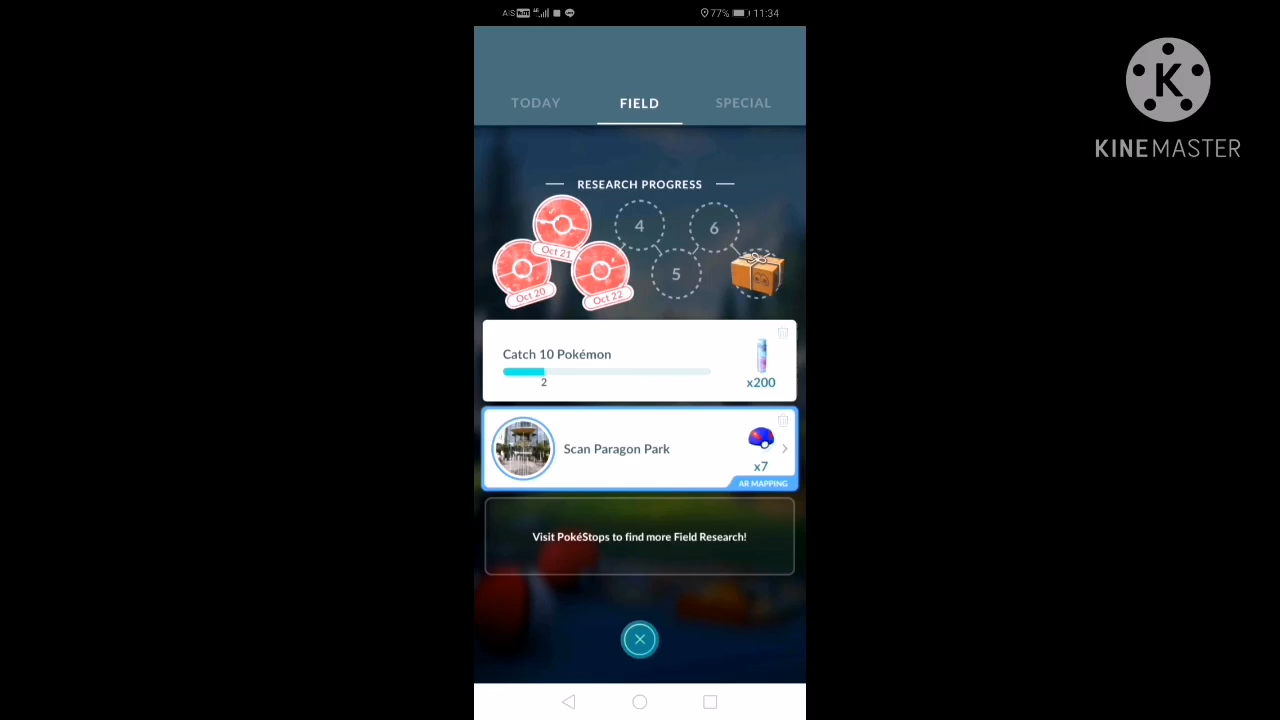 AIS 77% 11:34
KINEMASTER
TODAY FIELD SPECIAL
RESEARCH PROGRESS
4 6
Oct 21
5
Oct 20 Oct 22
Catch 10 Pokémon
x200
2
Scan Paragon Park
x7
AR MAPPING
Visit PokéStops to find more Field Research!